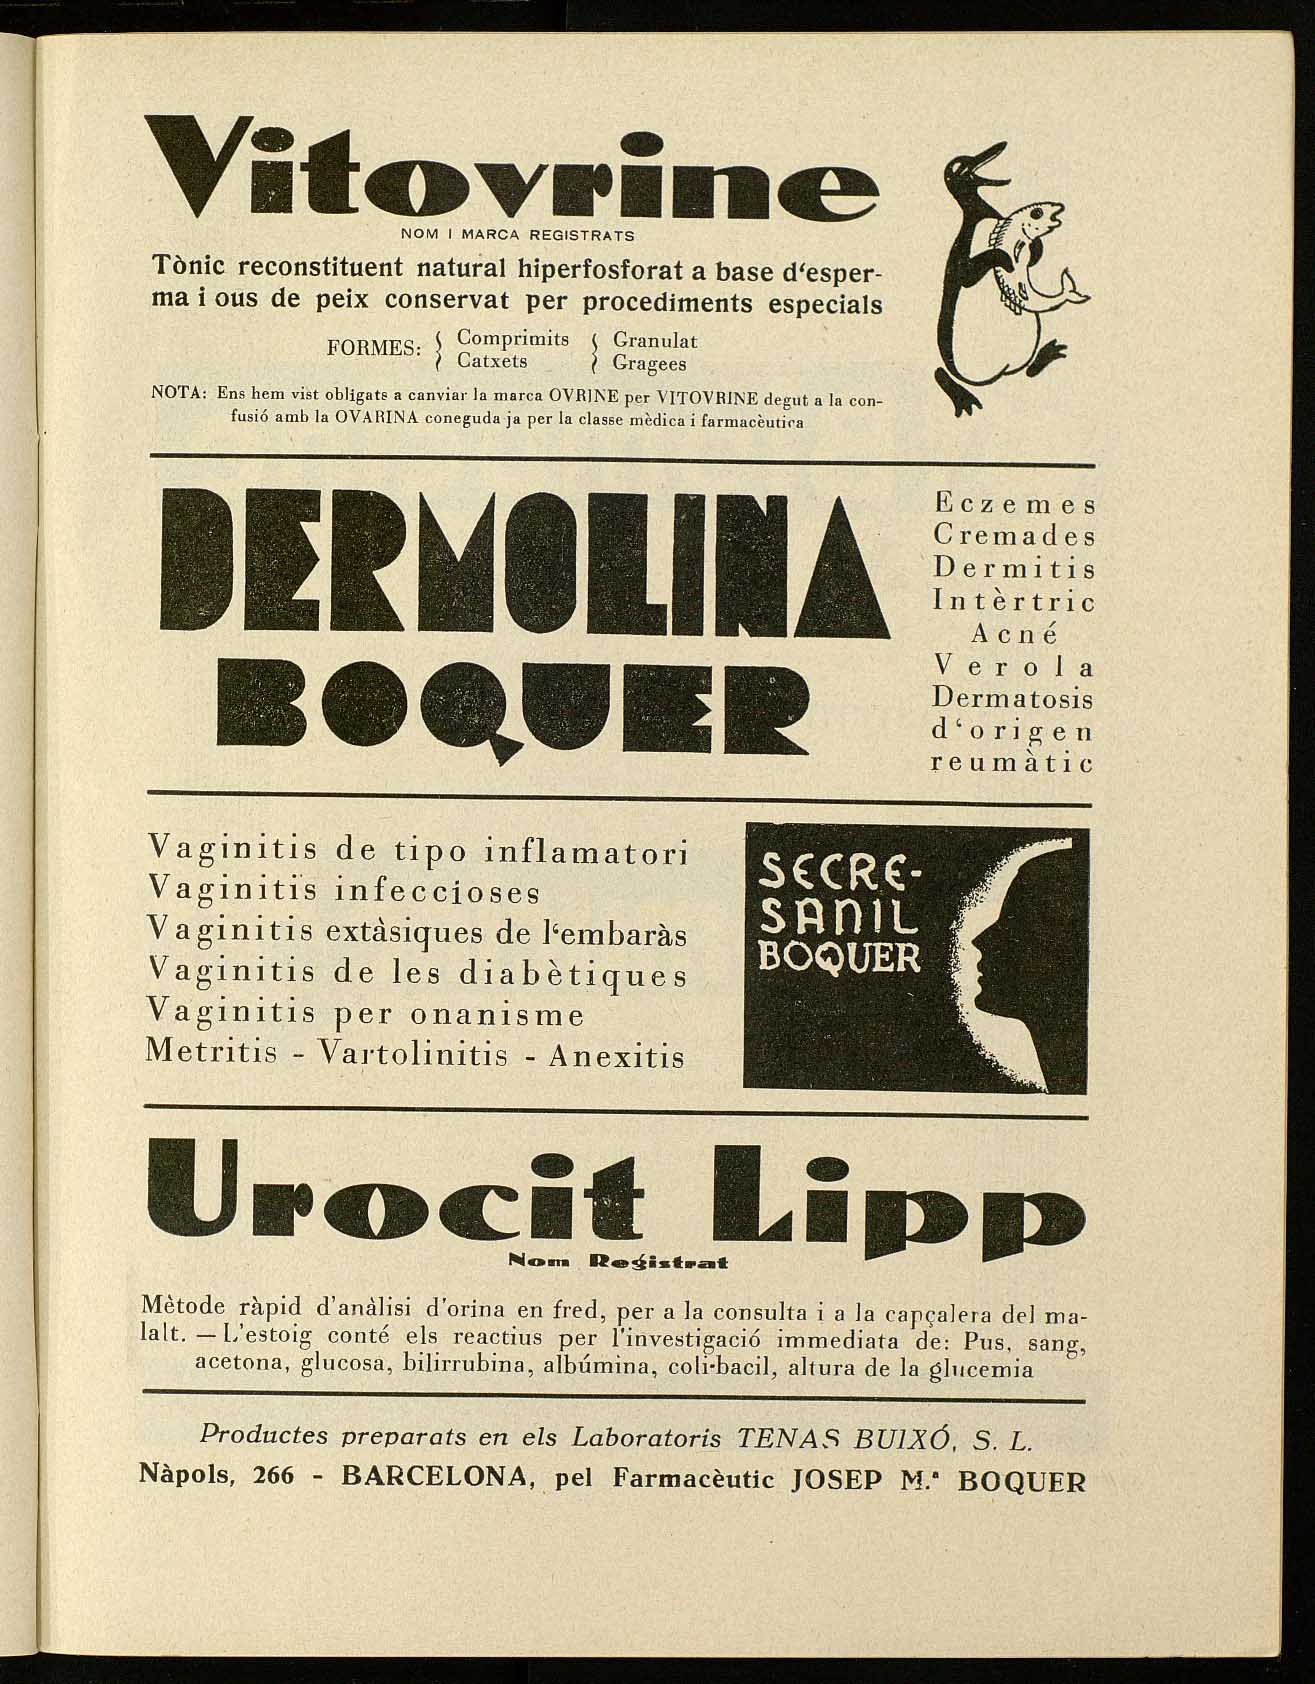 Vitovrine
NOM I MARCA REGISTRATS
Tònic reconstituent natural hiperfosforat a base d‘esper-
ma i ous de peix conservat per procediments especials
FORMES: { Comprimits { Granulat
Catxets Gragees
NOTA: Ens hem vist obligats a canviar la marca OVRINE per VITOVRINE degut a la con-
fusió amb la OVARINA coneguda ja per la classe mèdica i farmacèutica
DERMOLINA
BOQUER
Eczemes
Cremades
Dermitis
Intèrtric
Acné
Verola
Dermatosis
d‘origen
reumàtic
Vaginitis de tipo inflamatori
Vaginitis infeccioses
Vaginitis extàsiques de l‘embaràs
Vaginitis de les diabètiques
Vaginitis per onanisme
Metritis - Vartolinitis - Anexitis
SECRE-
SANIL
BOQUER
Urocit Lipp
Nom Registrat
Mètode ràpid d'anàlisi d'orina en fred, per a la consulta i a la capçalera del ma-
lalt. — L'estoig conté els reactius per l'investigació immediata de: Pus, sang,
acetona, glucosa, bilirrubina, albúmina, coli-bacil, altura de la glucemia
Productes preparats en els Laboratoris TENAS BUIXÓ, S. L.
Nàpols, 266 - BARCELONA, pel Farmacèutic JOSEP M.ª BOQUER